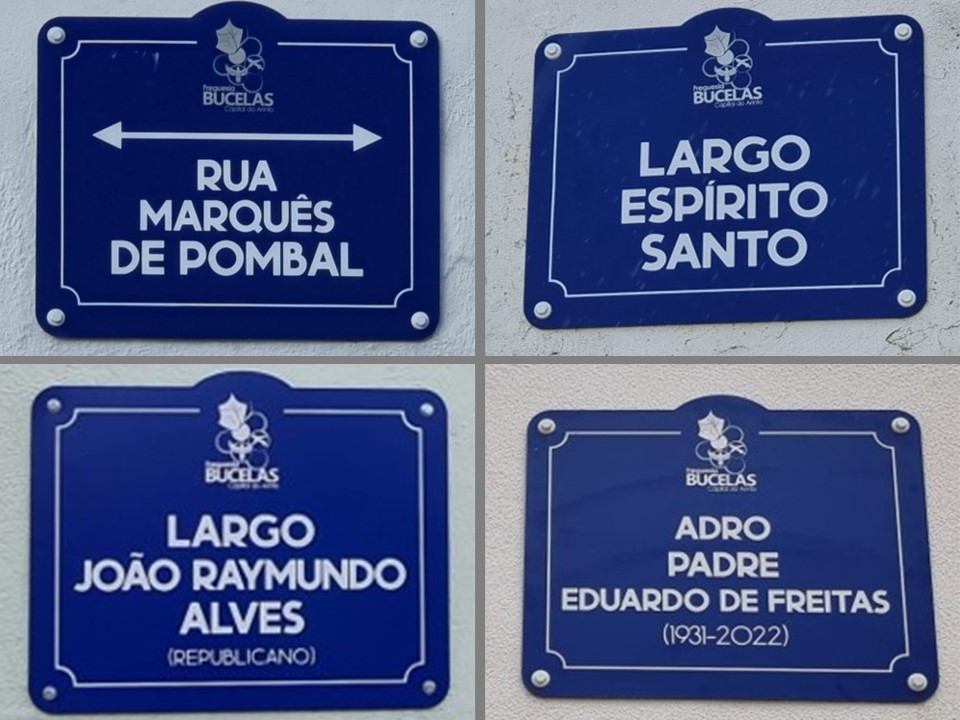 Freguesia
BUCELAS
Capital do Arinto
RUA
MARQUÊS
DE POMBAL
Freguesia
BUCELAS
Capital do Arinto
LARGO
ESPÍRITO
SANTO
Freguesia
BUCELAS
Capital do Arinto
LARGO
JOÃO RAYMUNDO
ALVES
(REPUBLICANO)
Freguesia
BUCELAS
Capital do Arinto
ADRO
PADRE
EDUARDO DE FREITAS
(1931-2022)